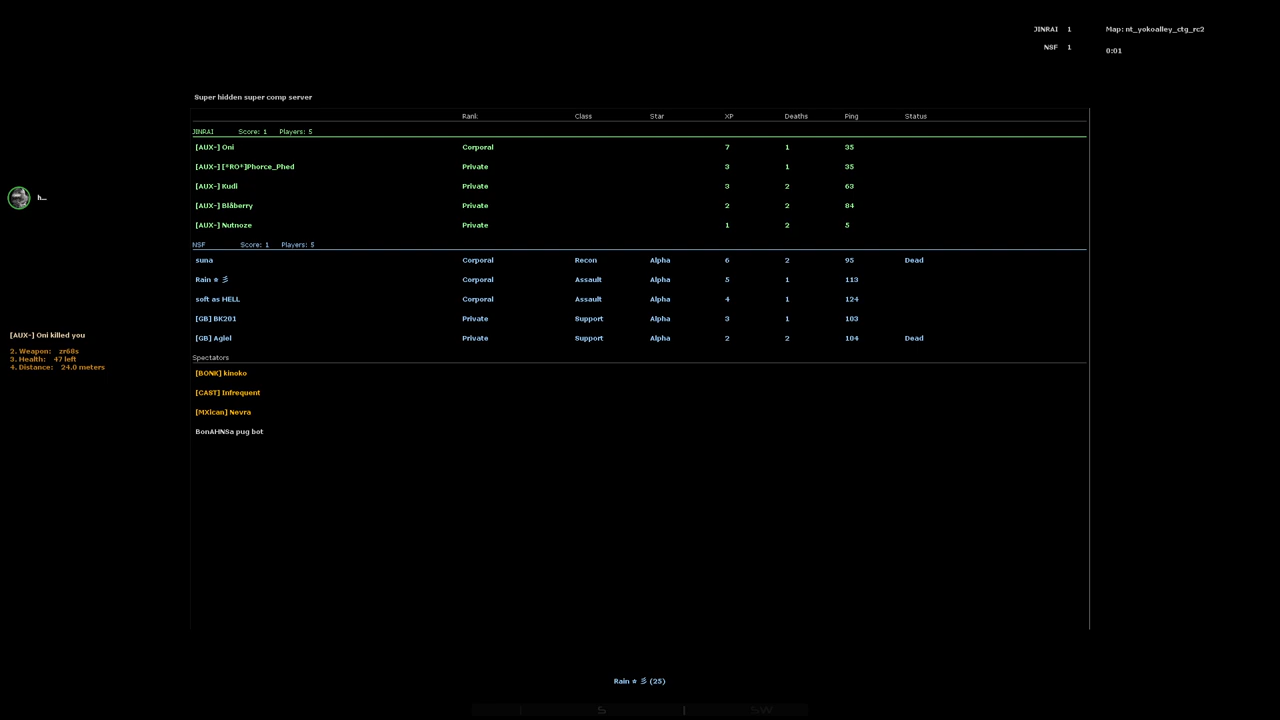 JINRAI 1 Map: nt_yokoalley_ctg_rc2
NSF 1 0:01
Super hidden super comp server
Rank: Class Star XP Deaths Ping Status
JINRAI Score: 1 Players: 5
[AUX-] Oni Corporal 7 1 35
[AUX-] [*RO*]Phorce_Phed Private 3 1 35
[AUX-] Kudi Private 3 2 63
h...
[AUX-] Blåberry Private 2 2 84
[AUX-] Nutnoze Private 1 2 5
NSF Score: 1 Players: 5
suna Corporal Recon Alpha 6 2 95 Dead
Rain ☆ 彡 Corporal Assault Alpha 5 1 113
soft as HELL Corporal Assault Alpha 4 1 124
[GB] BK201 Private Support Alpha 3 1 103
[GB] Agiel Private Support Alpha 2 2 104 Dead
[AUX-] Oni killed you
2. Weapon: zr68s
3. Health: 47 left
4. Distance: 24.0 meters
Spectators
[BONK] kinoko
[CAST] Infrequent
[MXican] Nevra
BonAHNSa pug bot
Rain ☆ 彡 (25)
S SW